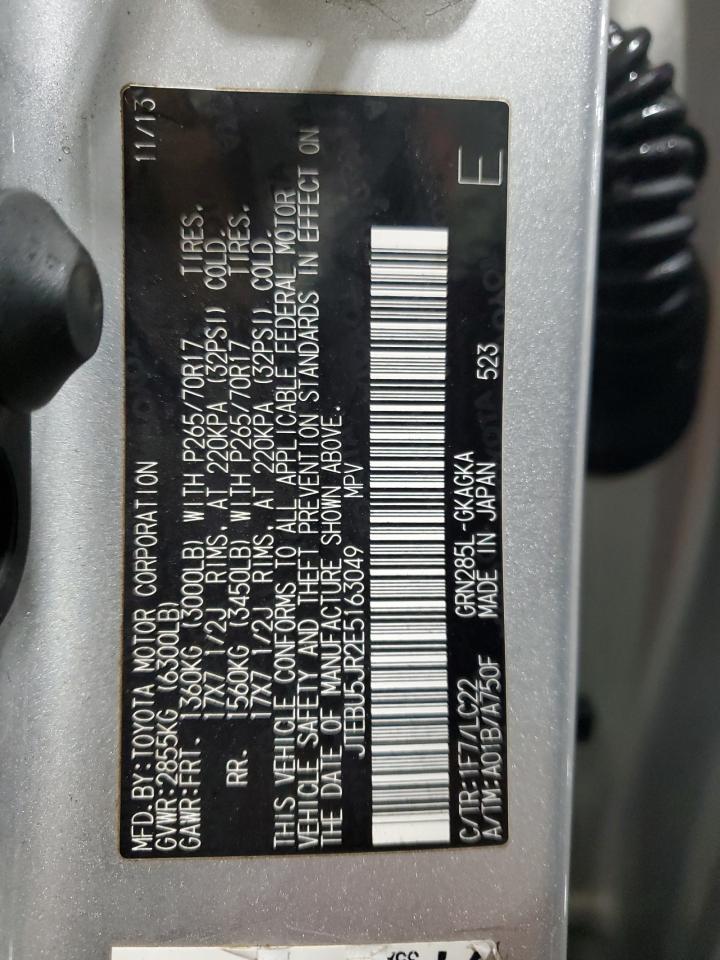 MFD.BY:TOYOTA MOTOR CORPORATION 11/13
GVWR:2855KG (6300LB)
GAWR:FRT. 1360KG (3000LB) WITH P265/70R17 TIRES,
17X7 1/2J RIMS, AT 220KPA (32PSI) COLD.
RR. 1560KG (3450LB) WITH P265/70R17 TIRES,
17X7 1/2J RIMS, AT 220KPA (32PSI) COLD.
THIS VEHICLE CONFORMS TO ALL APPLICABLE FEDERAL MOTOR
VEHICLE SAFETY AND THEFT PREVENTION STANDARDS IN EFFECT ON
THE DATE OF MANUFACTURE SHOWN ABOVE.
JTEBU5JR2E5163049 MPV
C/TR:1F7/LC22 GRN285L-GKAGKA E
A/TM:A01B/A750F MADE IN JAPAN 523